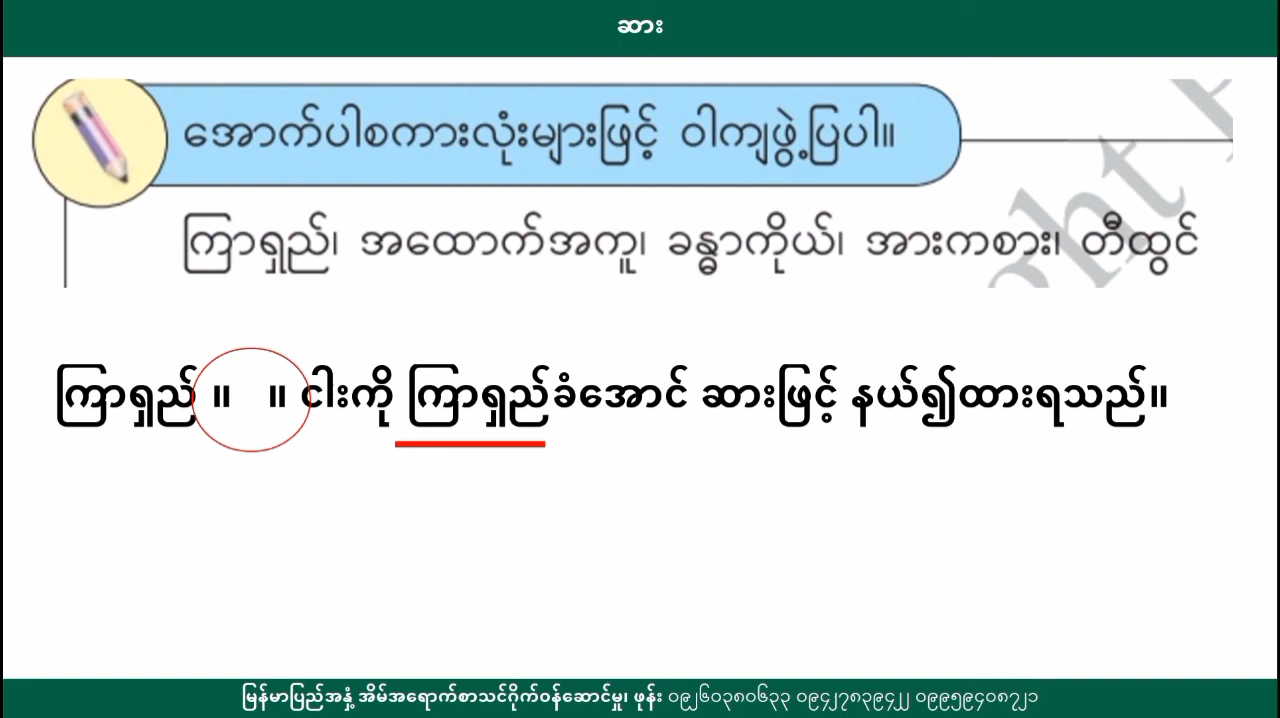 ဆား
အောက်ပါစကားလုံးများဖြင့် ဝါကျဖွဲ့ပြပါ။
ကြာရှည်၊ အထောက်အကူ၊ ခန္ဓာကိုယ်၊ အားကစား၊ တီထွင်
ကြာရှည် ။ ။ ငါးကို ကြာရှည်ခံအောင် ဆားဖြင့် နယ်၍ထားရသည်။
မြန်မာပြည်အနှံ့ အိမ်အရောက်စာသင်ဂိုက်ဝန်ဆောင်မှု၊ ဖုန်း ၀၉၂၆၀၃၈၀၆၃၃ ၀၉၄၂၇၈၃၉၄၂၂ ၀၉၉၅၉၄၀၈၇၂၁